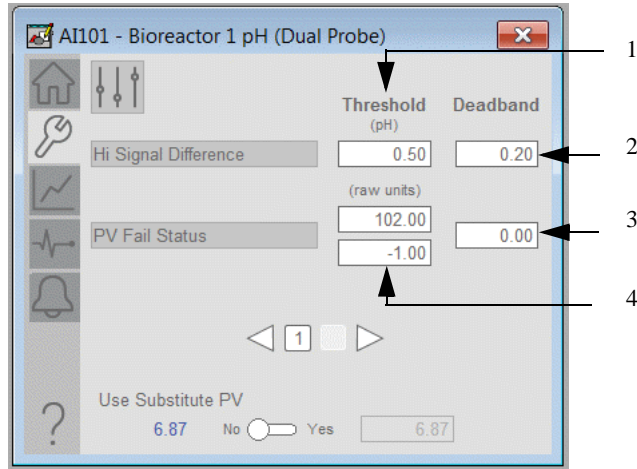 AI101 - Bioreactor 1 pH (Dual Probe)
1
Threshold Deadband
(pH)
Hi Signal Difference 0.50 0.20
2
(raw units)
102.00
3
PV Fail Status 0.00
-1.00
4
1
Use Substitute PV
6.87 No Yes 6.87
?